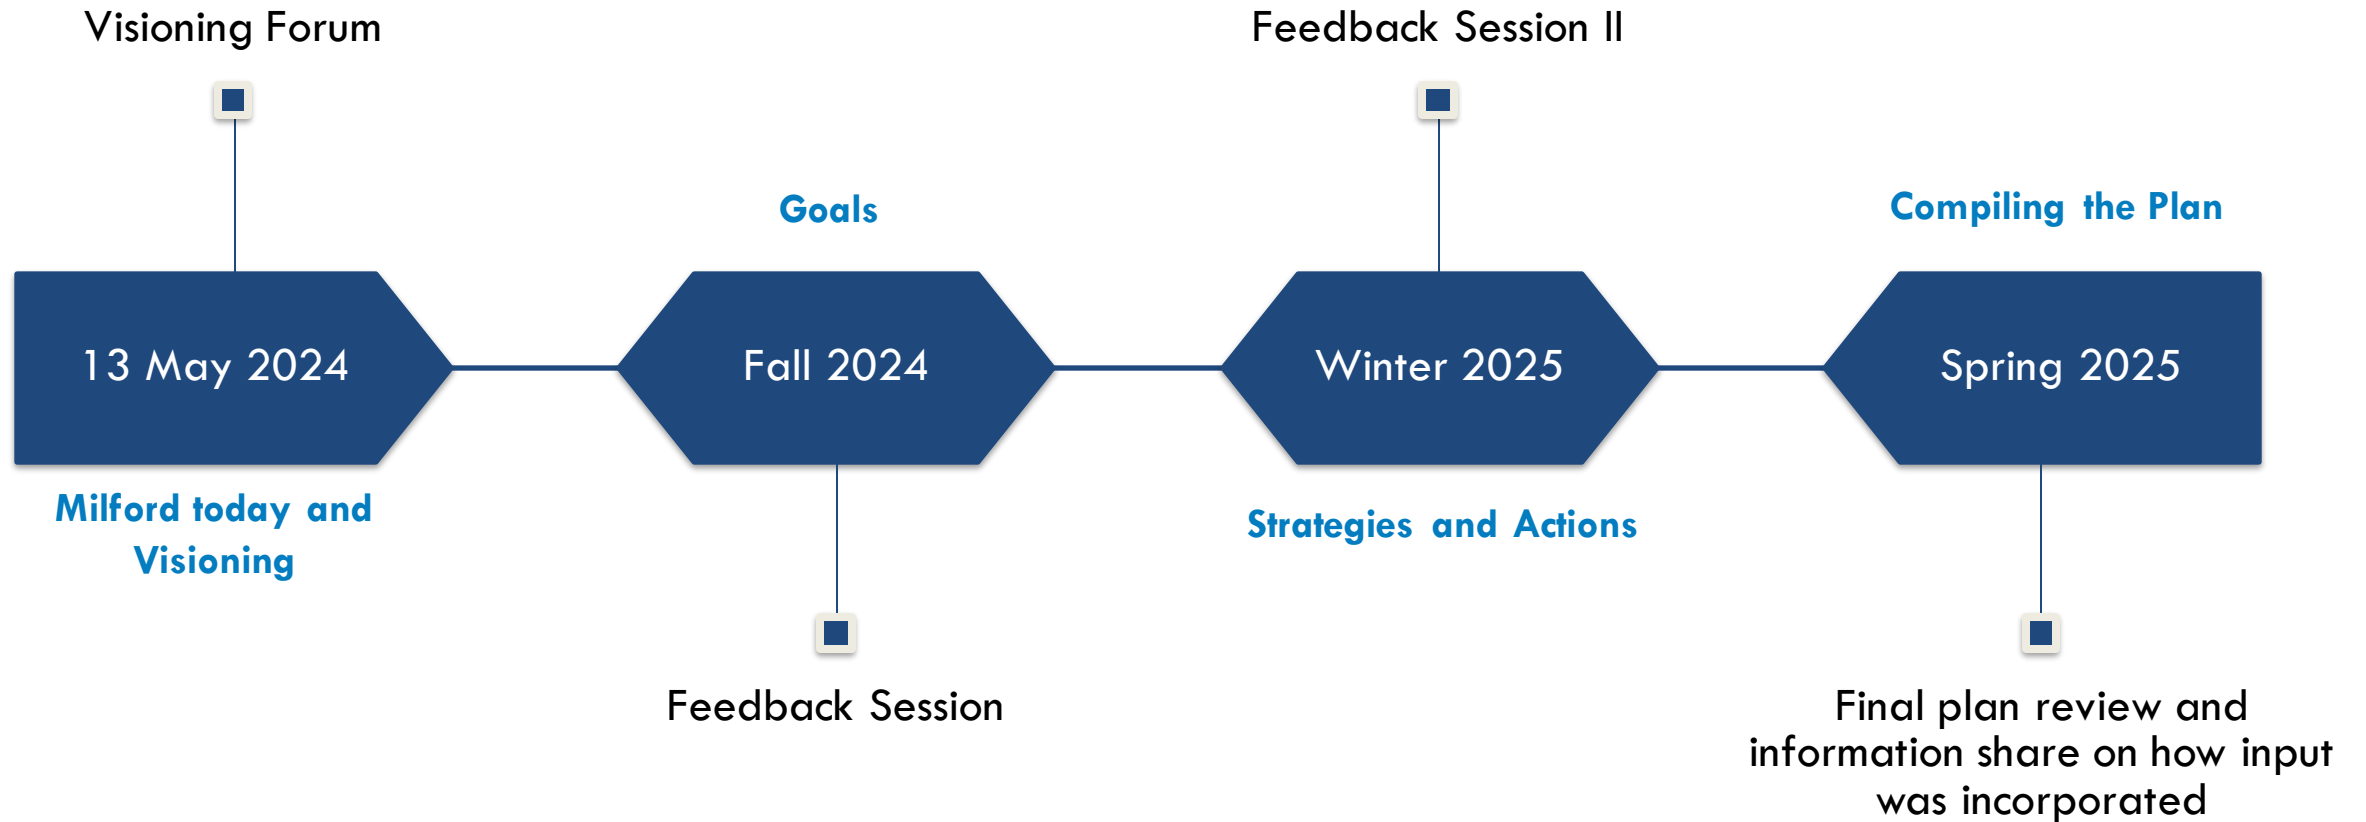 Visioning Forum
Feedback Session II
Goals
Compiling the Plan
13 May 2024
Fall 2024
Winter 2025
Spring 2025
Milford today and
Visioning
Strategies and Actions
Feedback Session
Final plan review and
information share on how input
was incorporated